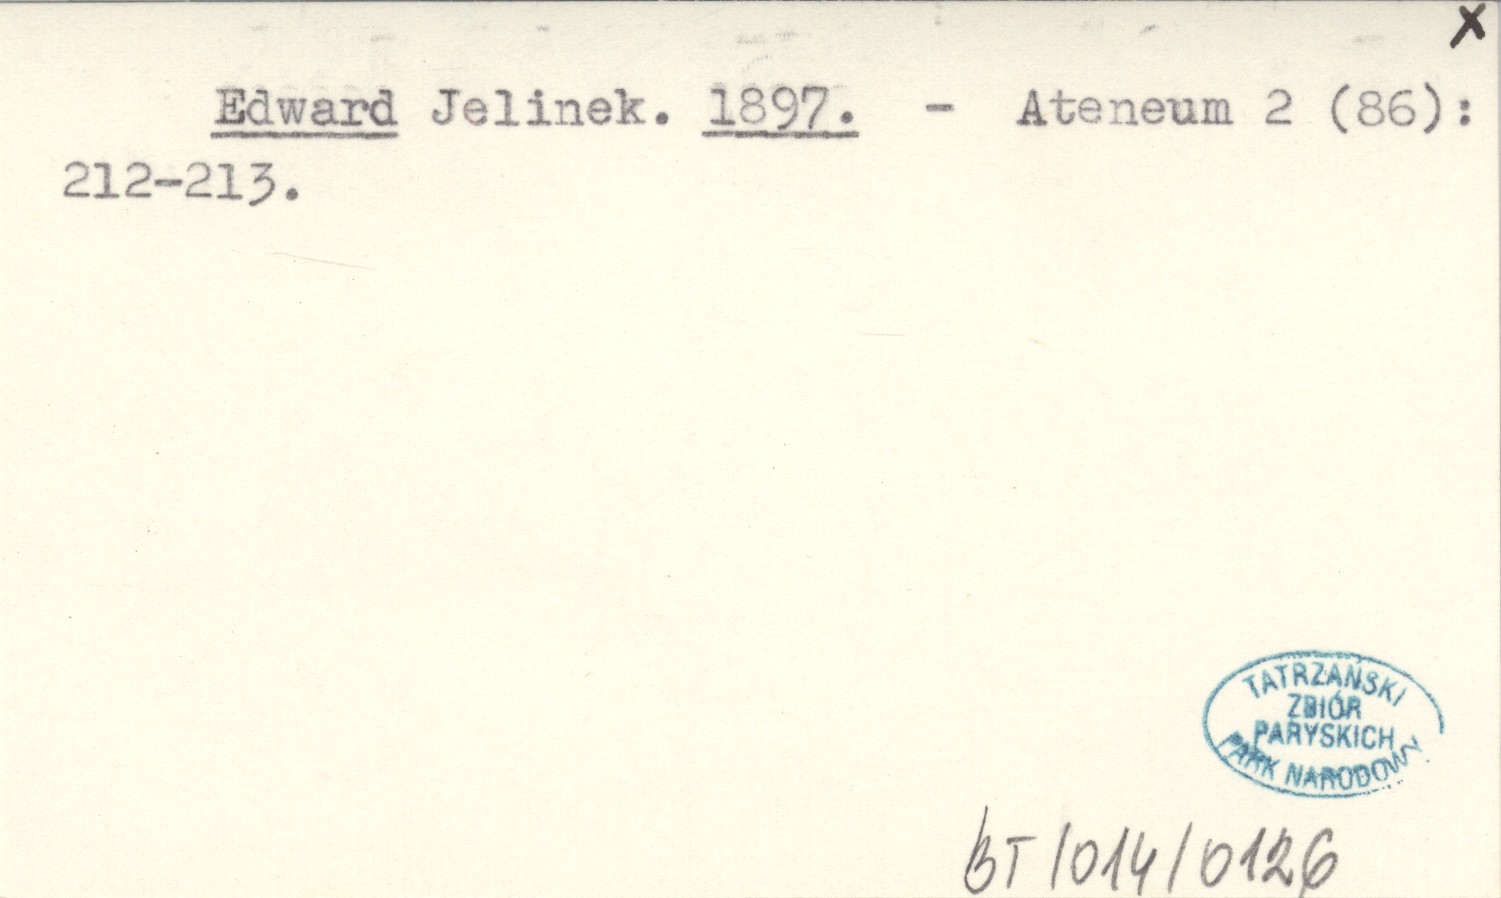 x
Edward Jelinek. 1897. - Ateneum 2 (86):
212-213.
TATRZAŃSKI
ZBIÓR
PARYSKICH
PARK NARODOWY
BT/014/0126